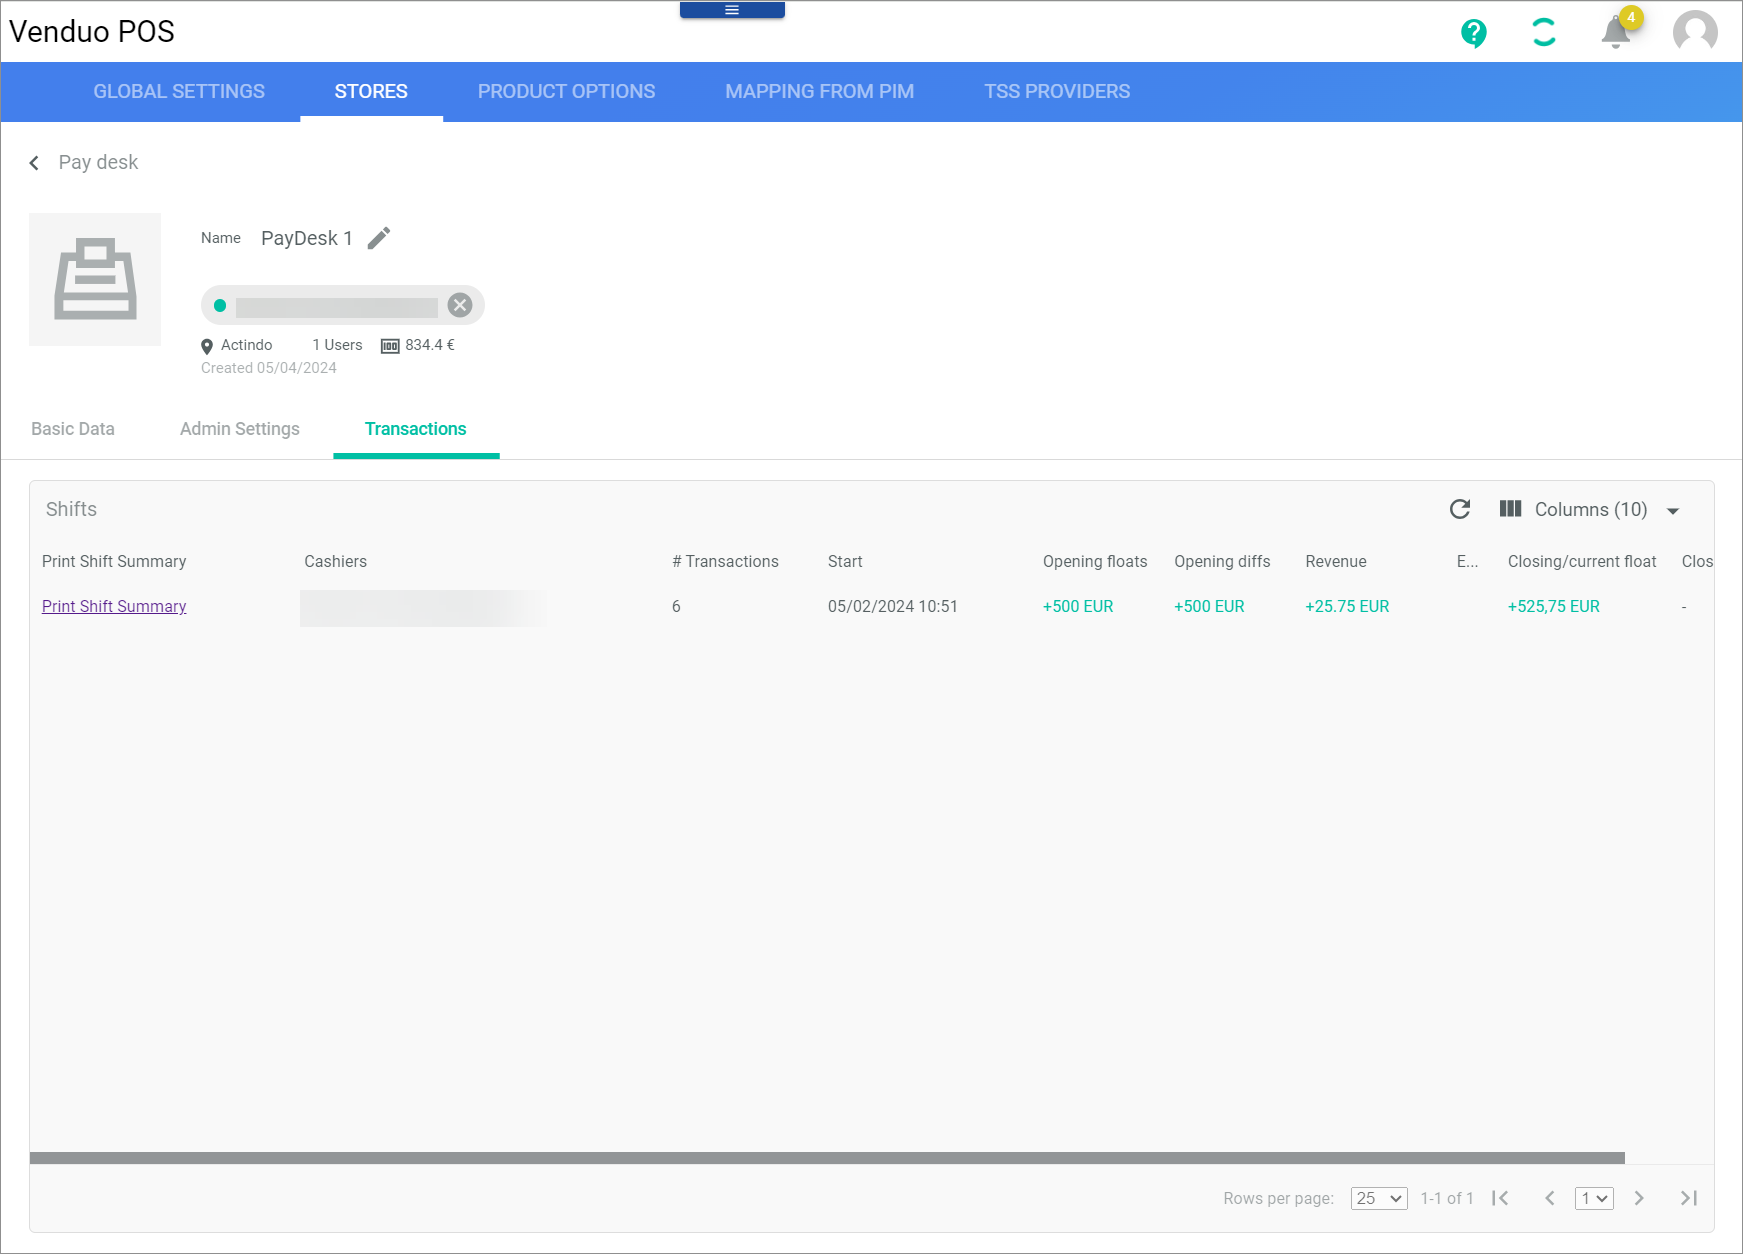 Venduo POS
4
GLOBAL SETTINGS STORES PRODUCT OPTIONS MAPPING FROM PIM TSS PROVIDERS
Pay desk
Name PayDesk 1
Actindo 1 Users 100 834.4 €
Created 05/04/2024
Basic Data Admin Settings Transactions
Shifts Columns (10)
Print Shift Summary Cashiers # Transactions Start Opening floats Opening diffs Revenue E... Closing/current float Clos
Print Shift Summary 6 05/02/2024 10:51 +500 EUR +500 EUR +25.75 EUR +525,75 EUR -
Rows per page: 25 1-1 of 1 1